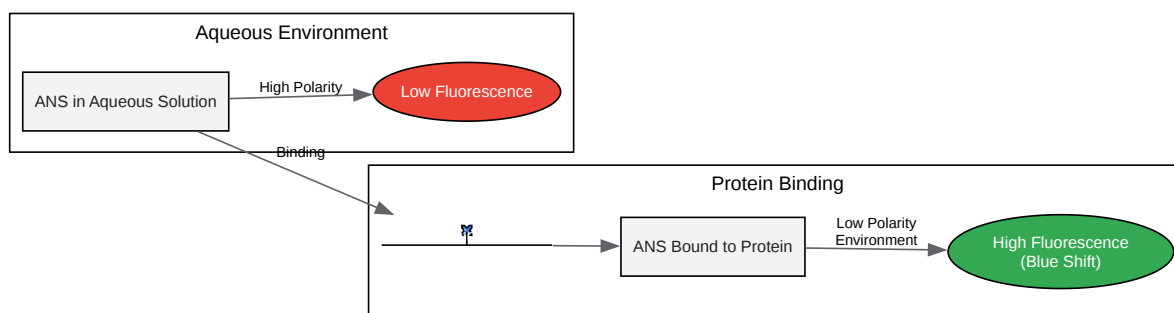 Aqueous Environment
ANS in Aqueous Solution
High Polarity
Low Fluorescence
Binding
Protein Binding
ANS Bound to Protein
Low Polarity
Environment
High Fluorescence
(Blue Shift)